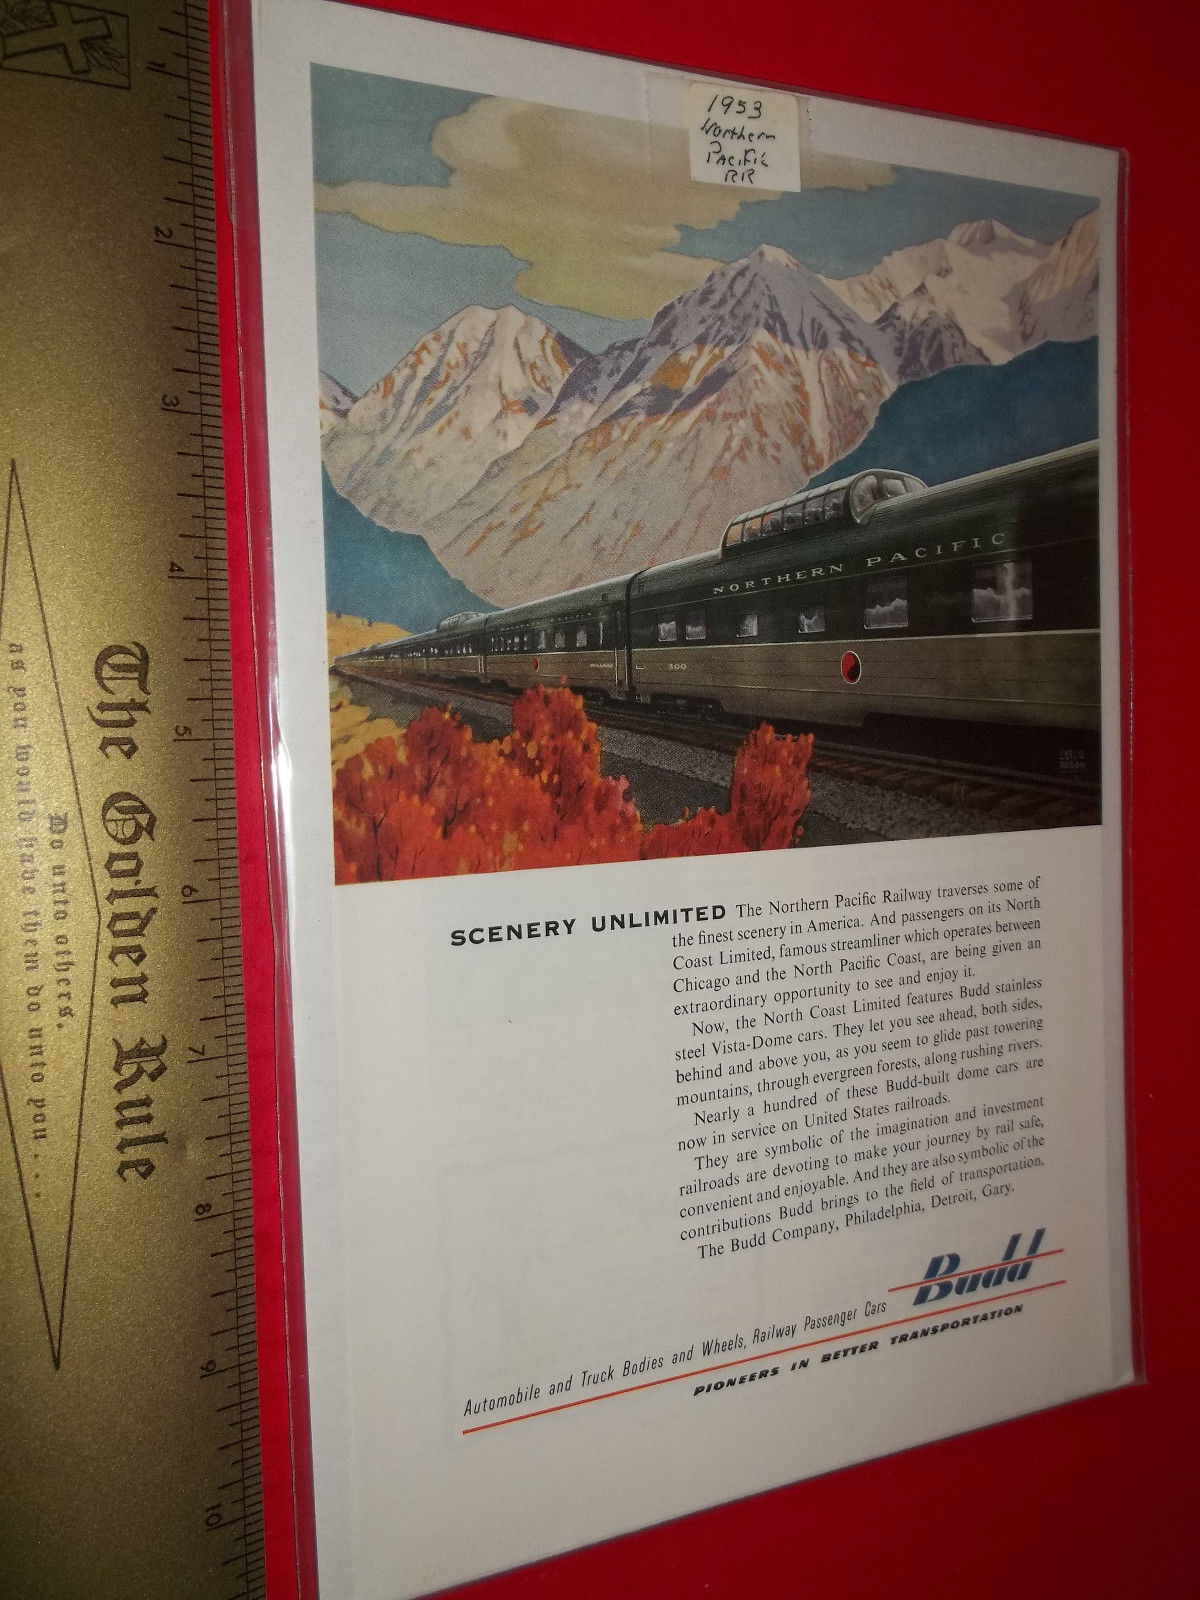 1953
Northern
Pacific
RR
NORTHERN PACIFIC
300
LESLIE
RAGAN
SCENERY UNLIMITED The Northern Pacific Railway traverses some of
the finest scenery in America. And passengers on its North
Coast Limited, famous streamliner which operates between
Chicago and the North Pacific Coast, are being given an
extraordinary opportunity to see and enjoy it.
Now, the North Coast Limited features Budd stainless
steel Vista-Dome cars. They let you see ahead, both sides,
behind and above you, as you seem to glide past towering
mountains, through evergreen forests, along rushing rivers.
Nearly a hundred of these Budd-built dome cars are
now in service on United States railroads.
They are symbolic of the imagination and investment
railroads are devoting to make your journey by rail safe,
convenient and enjoyable. And they are also symbolic of the
contributions Budd brings to the field of transportation.
The Budd Company, Philadelphia, Detroit, Gary.
Budd
Automobile and Truck Bodies and Wheels, Railway Passenger Cars
PIONEERS IN BETTER TRANSPORTATION
1
2
3
4
5
6
7
8
9
10
The Golden Rule
Do unto others,
as you would have them do unto you . . . .